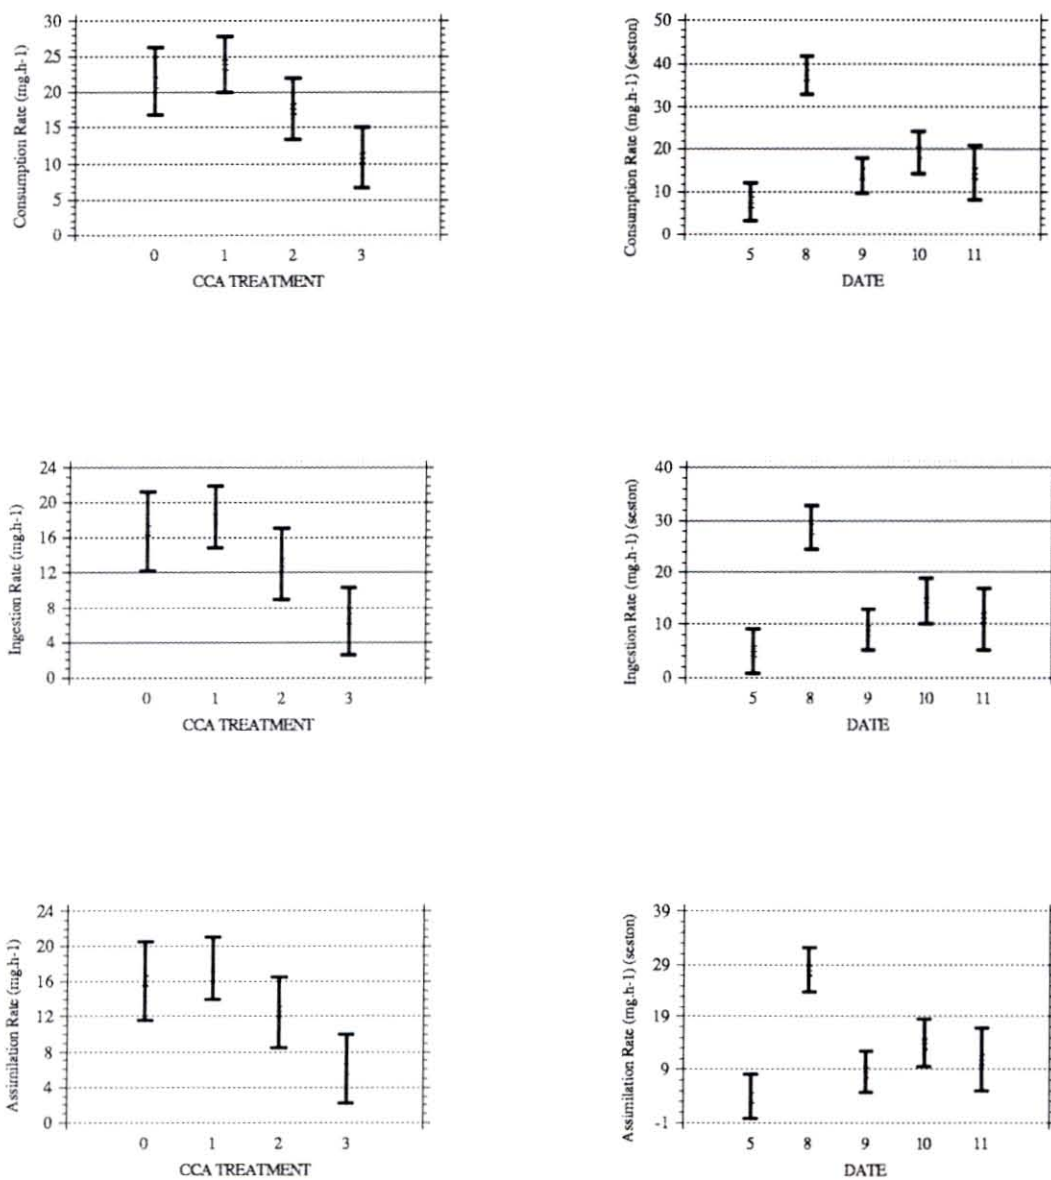 Consumption Rate (mg.h-1)
30
25
20
15
10
5
0
0 1 2 3
CCA TREATMENT
Consumption Rate (mg.h-1) (seston)
50
40
30
20
10
0
5 8 9 10 11
DATE
Ingestion Rate (mg.h-1)
24
20
16
12
8
4
0
0 1 2 3
CCA TREATMENT
Ingestion Rate (mg.h-1) (seston)
40
30
20
10
0
5 8 9 10 11
DATE
Assimilation Rate (mg.h-1)
24
20
16
12
8
4
0
0 1 2 3
CCA TREATMENT
Assimilation Rate (mg.h-1) (seston)
39
29
19
9
-1
5 8 9 10 11
DATE